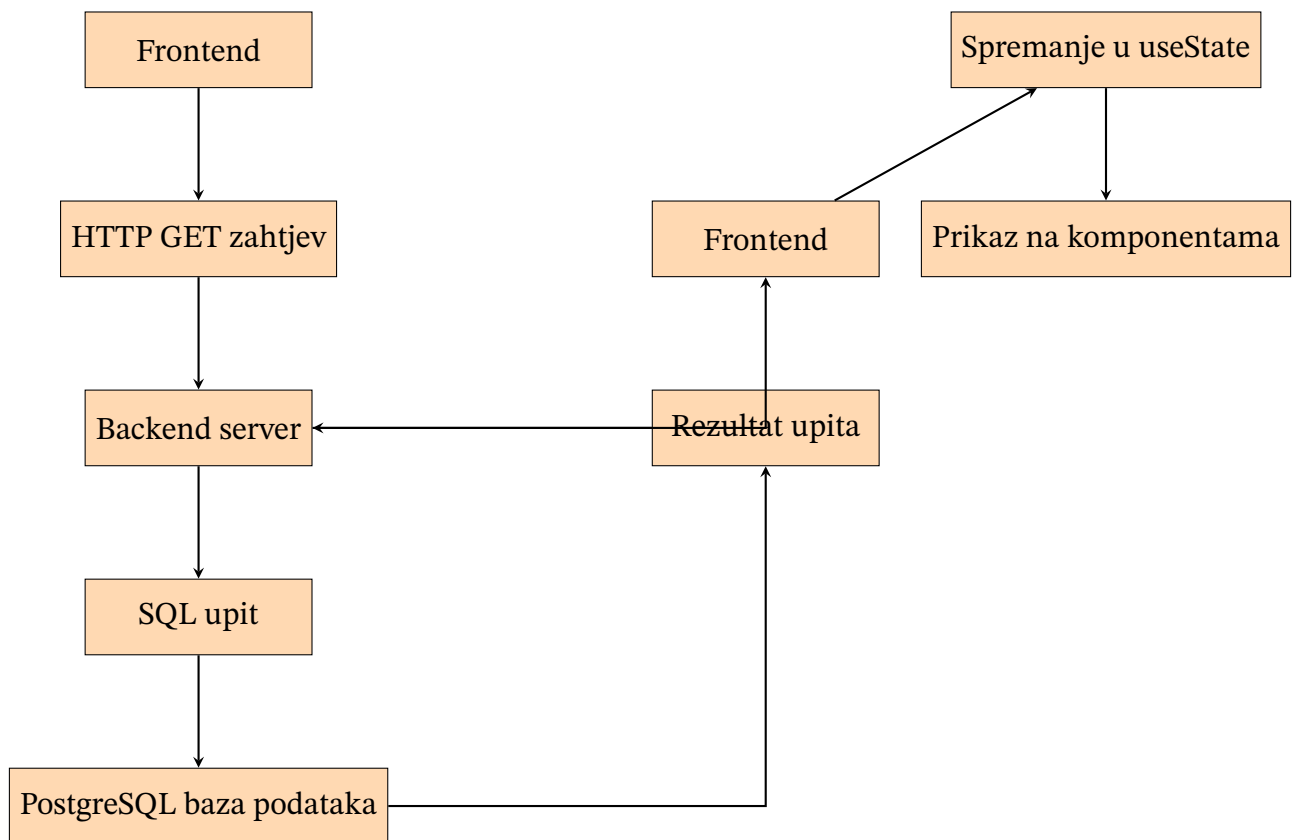 Frontend
HTTP GET zahtjev
Backend server
SQL upit
PostgreSQL baza podataka
Rezultat upita
Frontend
Spremanje u useState
Prikaz na komponentama